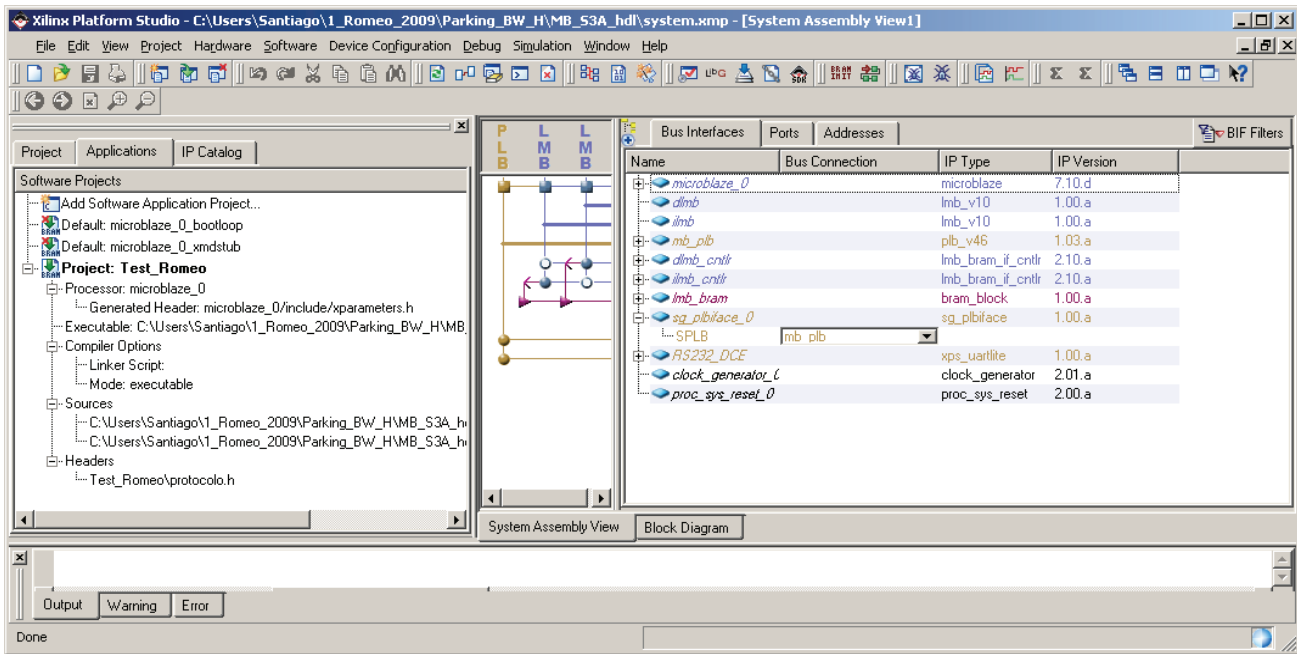 Xilinx Platform Studio - C:\Users\Santiago\1_Romeo_2009\Parking_BW_H\MB_S3A_hdl\system.xmp - [System Assembly View1]
File Edit View Project Hardware Software Device Configuration Debug Simulation Window Help
Project Applications IP Catalog
Software Projects
Add Software Application Project...
Default: microblaze_0_bootloop
Default: microblaze_0_xmdstub
Project: Test_Romeo
Processor: microblaze_0
Generated Header: microblaze_0/include/xparameters.h
Executable: C:\Users\Santiago\1_Romeo_2009\Parking_BW_H\MB_
Compiler Options
Linker Script:
Mode: executable
Sources
C:\Users\Santiago\1_Romeo_2009\Parking_BW_H\MB_S3A_h
C:\Users\Santiago\1_Romeo_2009\Parking_BW_H\MB_S3A_h
Headers
Test_Romeo\protocolo.h
PLB LMB LMB
Bus Interfaces Ports Addresses BIF Filters
Name Bus Connection IP Type IP Version
microblaze_0 microblaze 7.10.d
dlmb lmb_v10 1.00.a
ilmb lmb_v10 1.00.a
mb_plb plb_v46 1.03.a
dlmb_cntlr lmb_bram_if_cntlr 2.10.a
ilmb_cntlr lmb_bram_if_cntlr 2.10.a
lmb_bram bram_block 1.00.a
sg_plbiface_0 sg_plbiface 1.00.a
SPLB mb_plb
RS232_DCE xps_uartlite 1.00.a
clock_generator_0 clock_generator 2.01.a
proc_sys_reset_0 proc_sys_reset 2.00.a
System Assembly View Block Diagram
Output Warning Error
Done